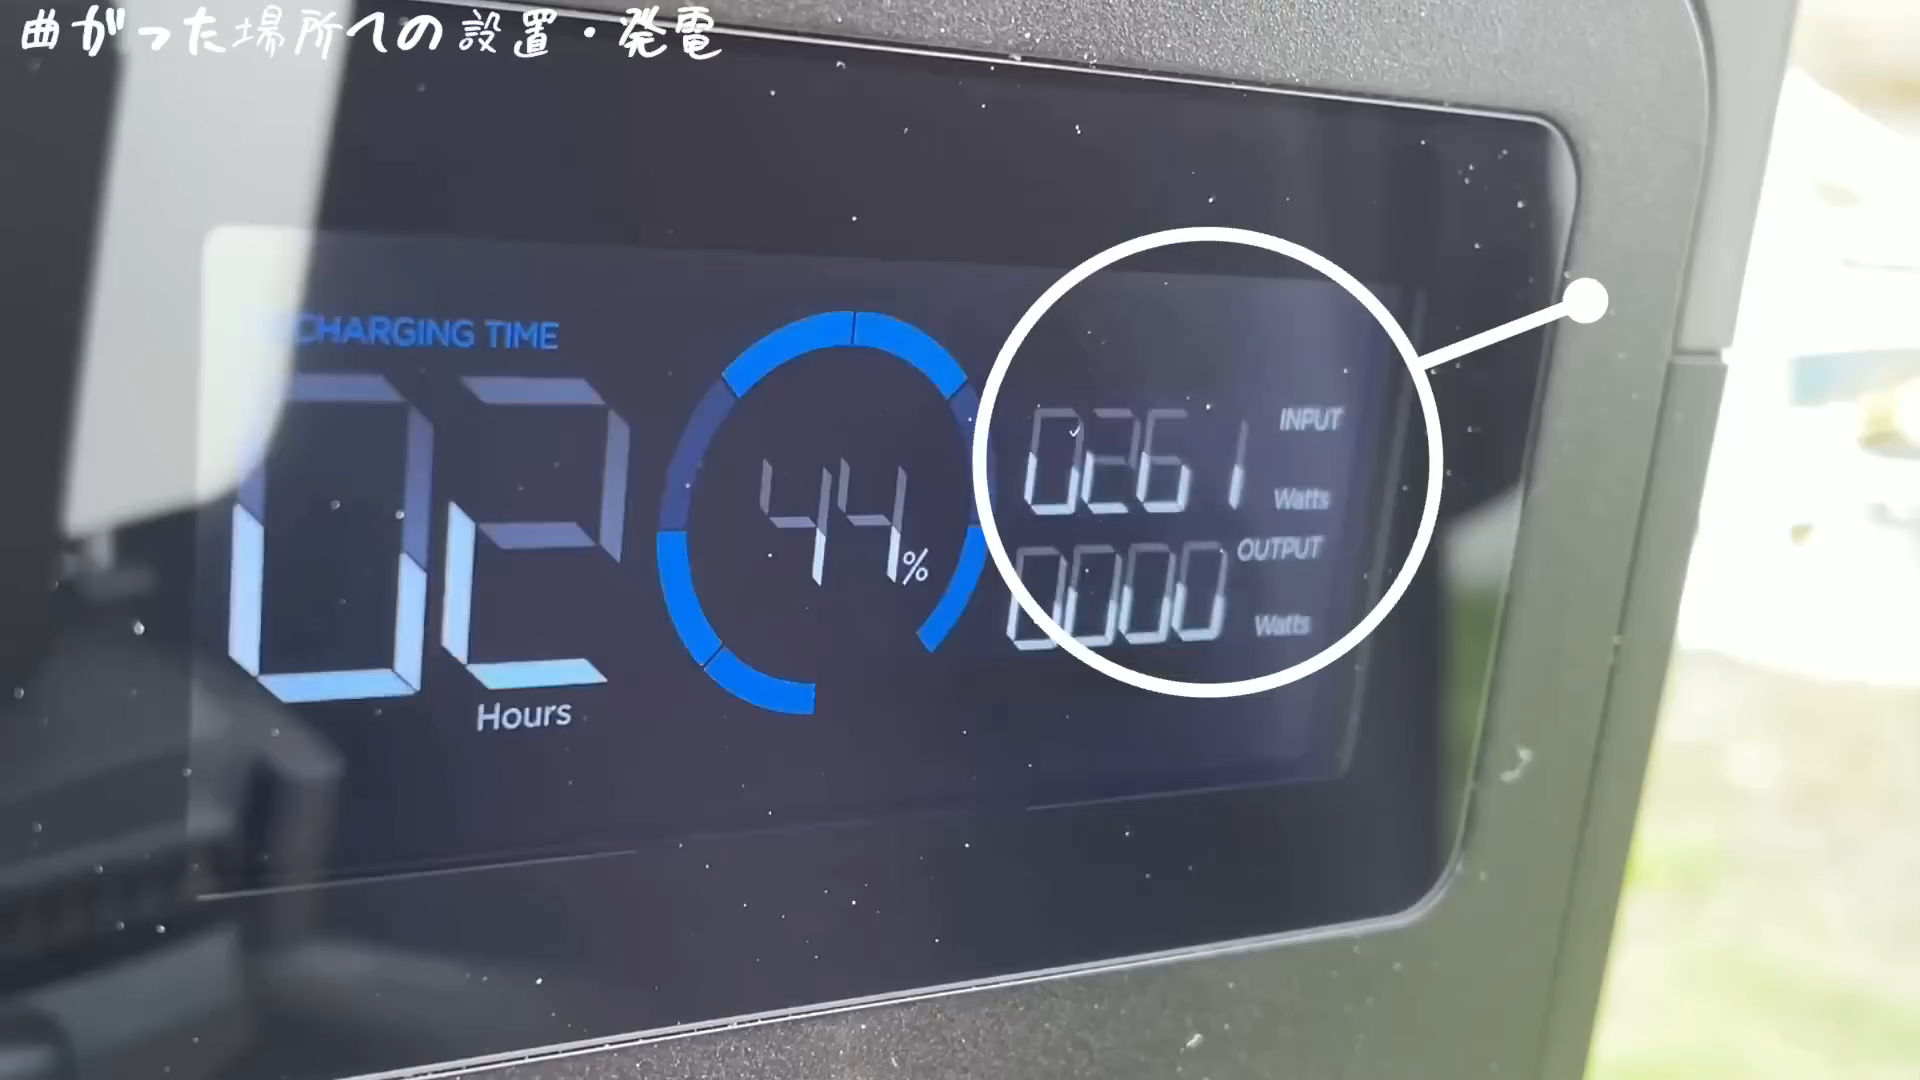 曲がった場所への設置・発電
CHARGING TIME
02
Hours
44%
0261
INPUT
Watts
0000
OUTPUT
Watts